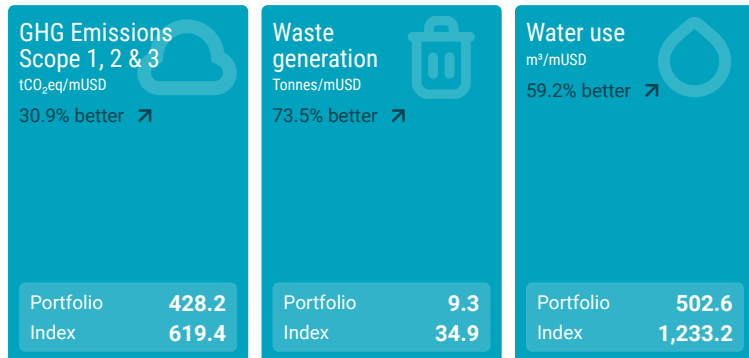 GHG Emissions
Scope 1, 2 & 3
tCO₂eq/mUSD
30.9% better
Portfolio 428.2
Index 619.4
Waste
generation
Tonnes/mUSD
73.5% better
Portfolio 9.3
Index 34.9
Water use
m³/mUSD
59.2% better
Portfolio 502.6
Index 1,233.2